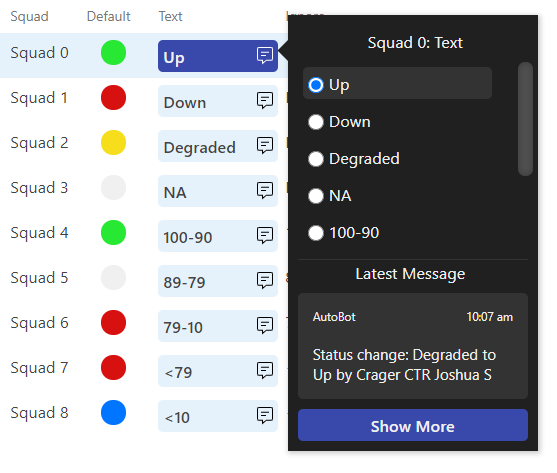 Squad Default Text
Squad 0 Up
Squad 1 Down
Squad 2 Degraded
Squad 3 NA
Squad 4 100-90
Squad 5 89-79
Squad 6 79-10
Squad 7 <79
Squad 8 <10
Squad 0: Text
Up
Down
Degraded
NA
100-90
Latest Message
AutoBot 10:07 am
Status change: Degraded to
Up by Crager CTR Joshua S
Show More